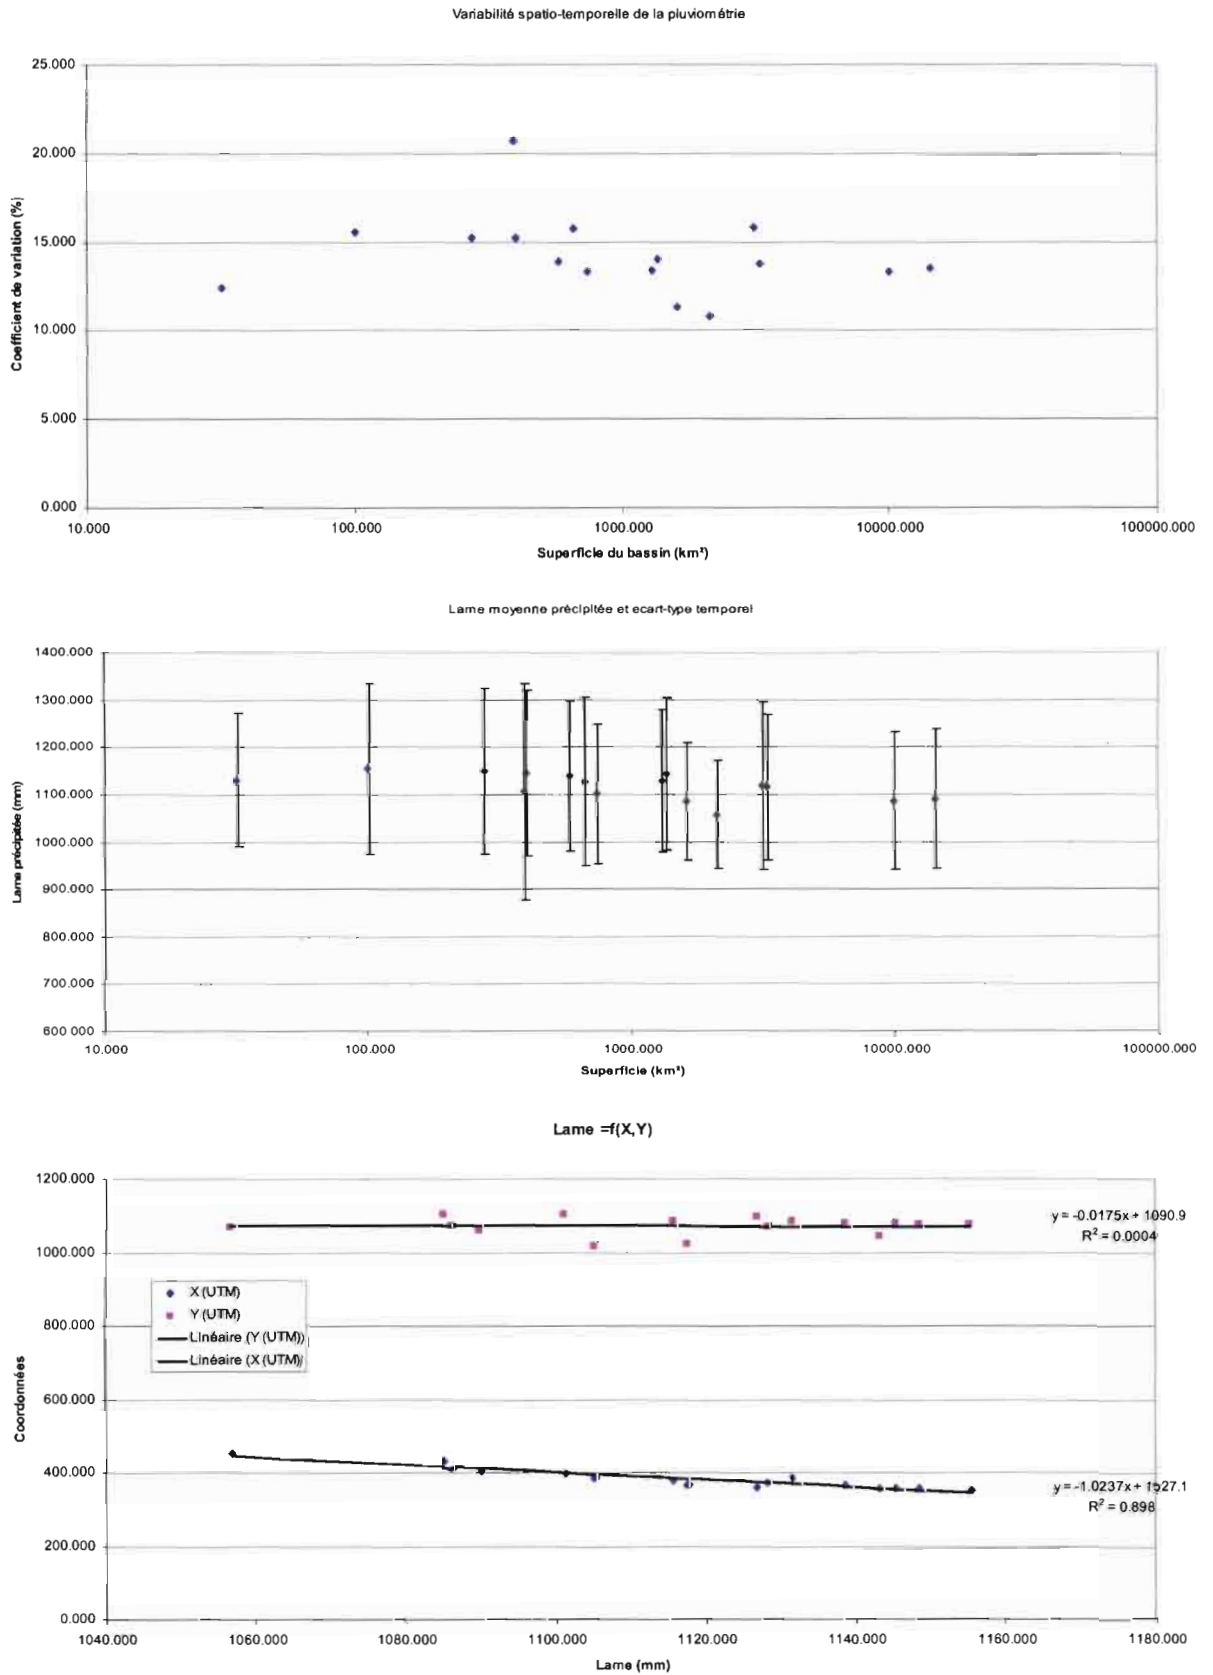 Variabilité spatio-temporelle de la pluviométrie
25.000
20.000
15.000
10.000
5.000
0.000
Coefficient de variation (%)
10.000 100.000 1000.000 10000.000 100000.000
Superficie du bassin (km²)
Lame moyenne précipitée et ecart-type temporel
1400.000
1300.000
1200.000
1100.000
1000.000
900.000
800.000
700.000
600 000
Lame précipitée (mm)
10.000 100.000 1000.000 10000.000 100000.000
Superficie (km²)
Lame =f(X,Y)
1200.000
1000.000
800.000
600.000
400.000
200.000
0.000
Coordonnées
y = -0.0175x + 1090.9
R² = 0.0004
X (UTM)
Y (UTM)
Linéaire (Y (UTM))
Linéaire (X (UTM))
y = -1.0237x + 1527.1
R² = 0.898
1040.000 1060.000 1080.000 1100.000 1120.000 1140.000 1160.000 1180.000
Lame (mm)